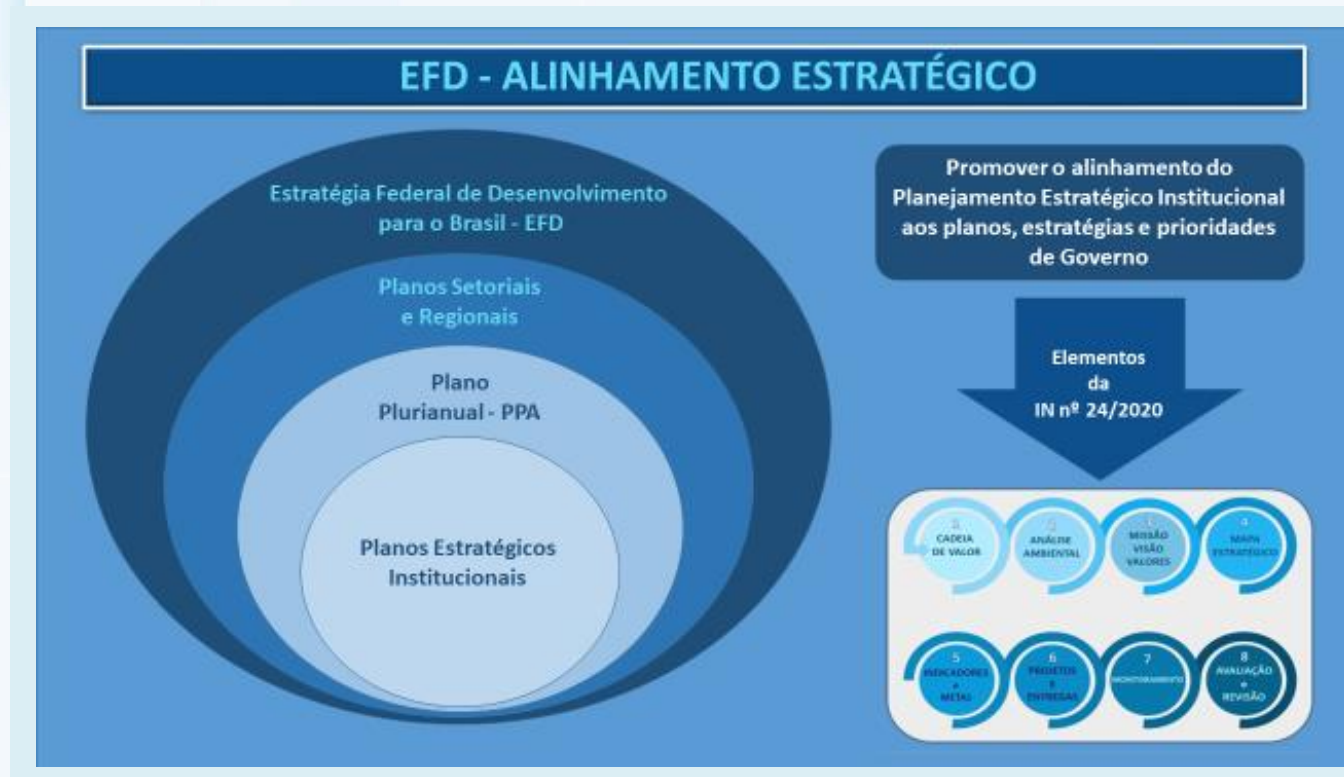 EFD - ALINHAMENTO ESTRATÉGICO
Estratégia Federal de Desenvolvimento
para o Brasil - EFD
Planos Setoriais
e Regionais
Plano
Plurianual - PPA
Planos Estratégicos
Institucionais
Promover o alinhamento do
Planejamento Estratégico Institucional
aos planos, estratégias e prioridades
de Governo
Elementos
da
IN nº 24/2020
CADEIA
DE VALOR
2
ANÁLISE
AMBIENTAL
MISSÃO
VISÃO
VALORES
4
MAPA
ESTRATÉGICO
5
INDICADORES
METAL
6
PROJETOS
E
ENTREGAS
7
MONITORAMENTO
8
AVALIAÇÃO
REVISÃO